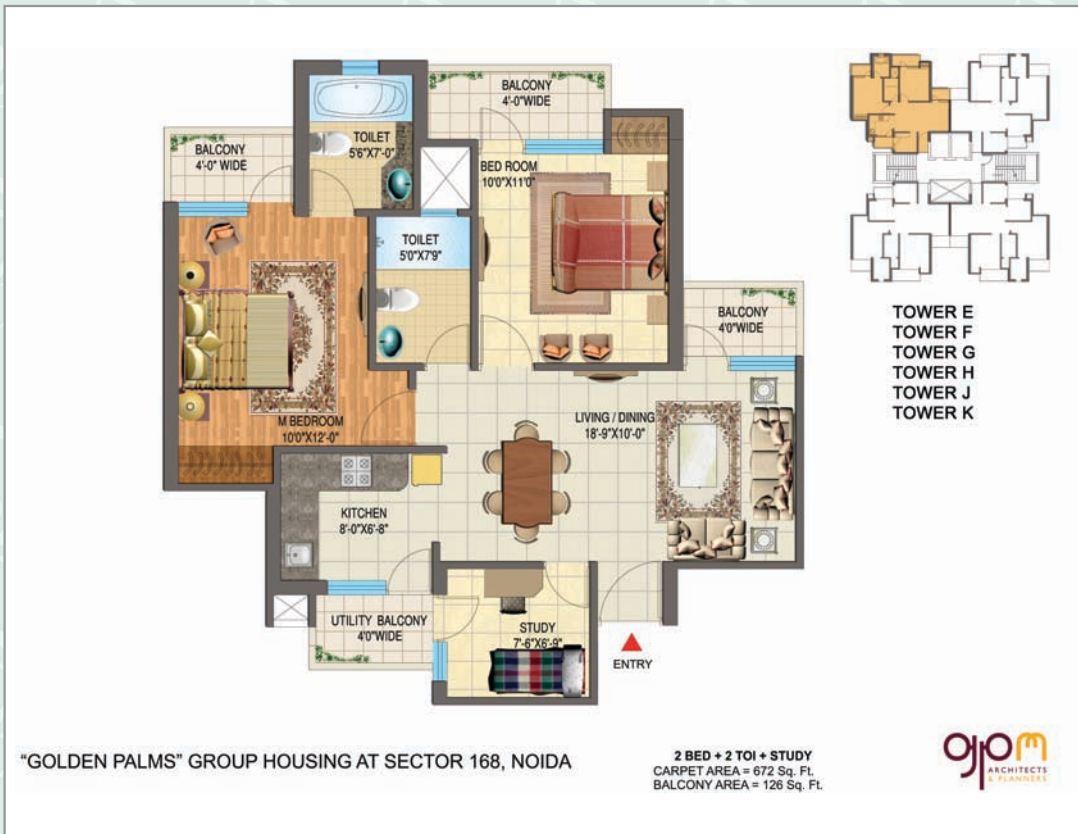 BALCONY
4'-0"WIDE
TOILET
5'6"X7'-0"
BALCONY
4'-0" WIDE
BED ROOM
10'0"X11'0"
TOILET
5'0"X7'9"
BALCONY
4'0"WIDE
TOWER E
TOWER F
TOWER G
TOWER H
TOWER J
TOWER K
M BEDROOM
10'0"X12'-0"
LIVING / DINING
18'-9"X10'-0"
KITCHEN
8'-0"X6'-8"
UTILITY BALCONY
4'0"WIDE
STUDY
7'-6"X6'-9"
ENTRY
"GOLDEN PALMS" GROUP HOUSING AT SECTOR 168, NOIDA
2 BED + 2 TOI + STUDY
CARPET AREA = 672 Sq. Ft.
BALCONY AREA = 126 Sq. Ft.
gpm
ARCHITECTS
& PLANNERS